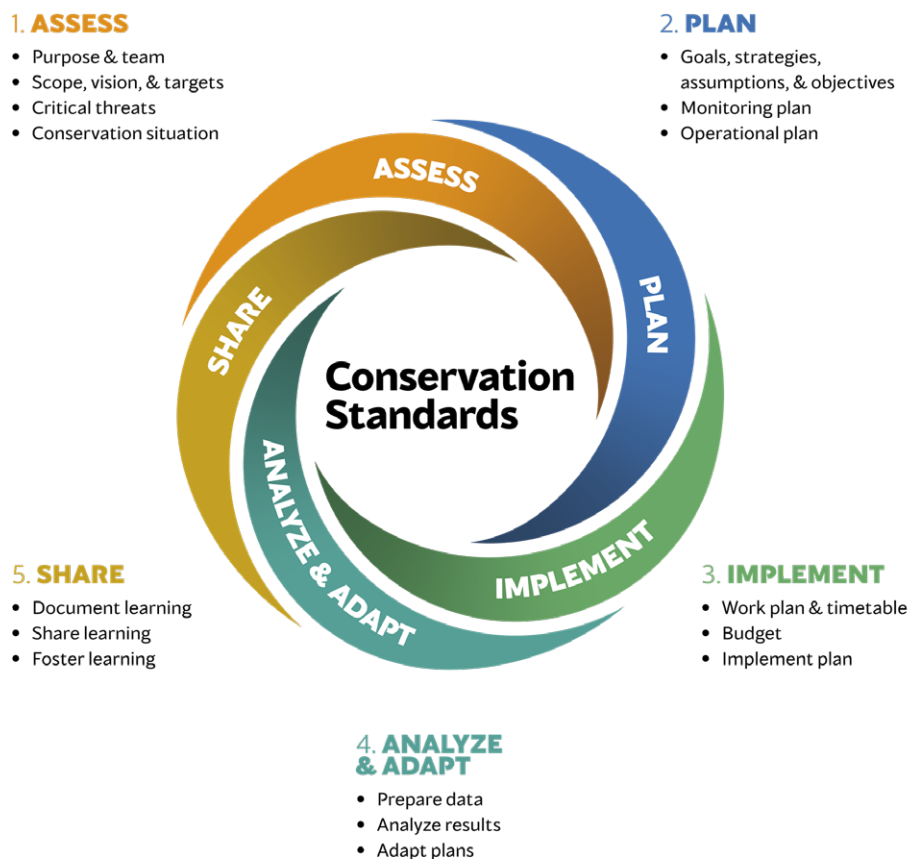 1. ASSESS
• Purpose & team
• Scope, vision, & targets
• Critical threats
• Conservation situation
2. PLAN
• Goals, strategies,
assumptions, & objectives
• Monitoring plan
• Operational plan
ASSESS
PLAN
SHARE
Conservation
Standards
ANALYZE & ADAPT
IMPLEMENT
5. SHARE
• Document learning
• Share learning
• Foster learning
3. IMPLEMENT
• Work plan & timetable
• Budget
• Implement plan
4. ANALYZE
& ADAPT
• Prepare data
• Analyze results
• Adapt plans